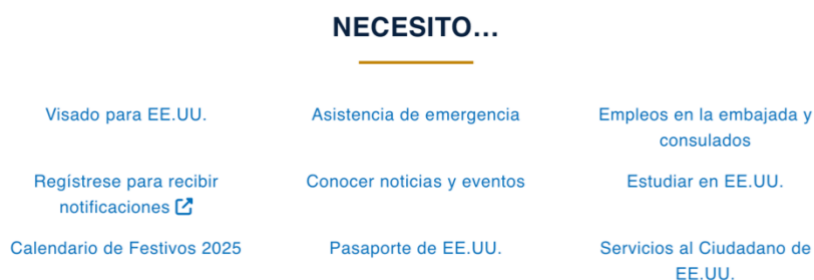 NECESITO...
Visado para EE.UU.
Asistencia de emergencia
Empleos en la embajada y
consulados
Regístrese para recibir
notificaciones
Conocer noticias y eventos
Estudiar en EE.UU.
Calendario de Festivos 2025
Pasaporte de EE.UU.
Servicios al Ciudadano de
EE.UU.